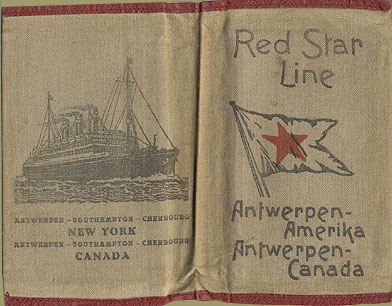 ANTWERPEN - SOUTHAMPTON - CHERBOURG
NEW YORK
ANTWERPEN - SOUTHAMPTON - CHERBOURG
CANADA
Red Star
Line
Antwerpen-
Amerika
Antwerpen-
Canada